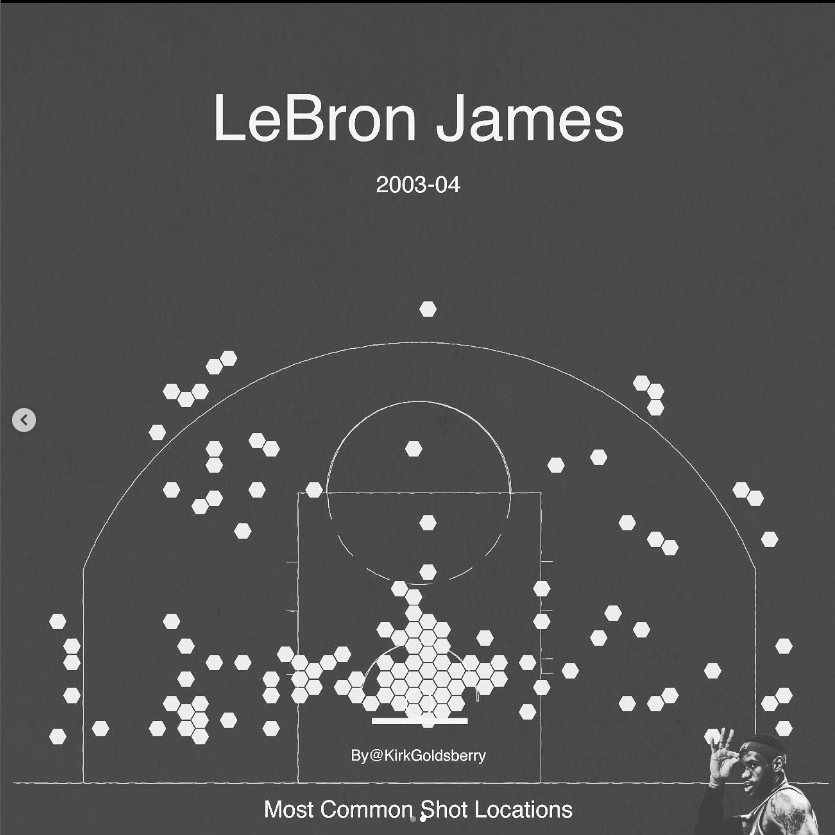 LeBron James
2003-04
By@KirkGoldsberry
Most Common Shot Locations